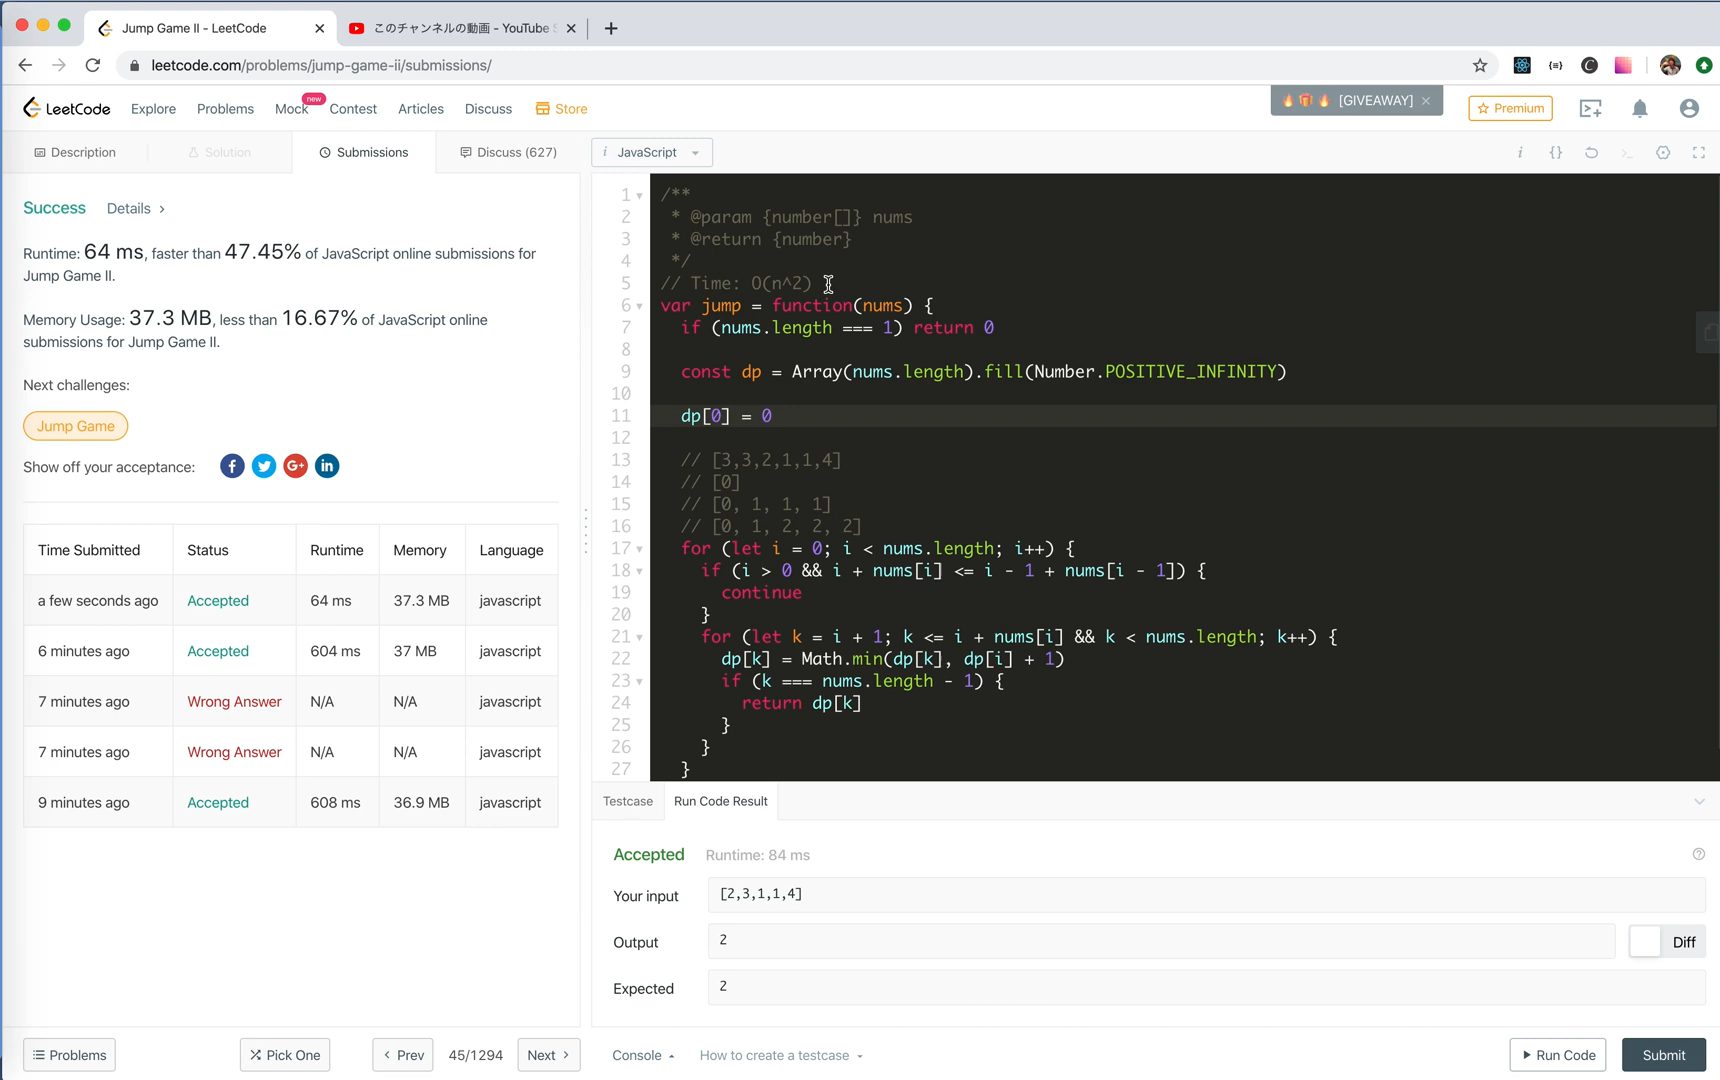 Jump Game II - LeetCode
このチャンネルの動画 - YouTube S
leetcode.com/problems/jump-game-ii/submissions/
LeetCode
Explore
Problems
Mock
new
Contest
Articles
Discuss
Store
[GIVEAWAY]
Premium
Description
Solution
Submissions
Discuss (627)
i JavaScript
Success
Details
Runtime: 64 ms, faster than 47.45% of JavaScript online submissions for
Jump Game II.
Memory Usage: 37.3 MB, less than 16.67% of JavaScript online
submissions for Jump Game II.
Next challenges:
Jump Game
Show off your acceptance:
Time Submitted Status Runtime Memory Language
a few seconds ago Accepted 64 ms 37.3 MB javascript
6 minutes ago Accepted 604 ms 37 MB javascript
7 minutes ago Wrong Answer N/A N/A javascript
7 minutes ago Wrong Answer N/A N/A javascript
9 minutes ago Accepted 608 ms 36.9 MB javascript
1 /**
2 * @param {number[]} nums
3 * @return {number}
4 */
5 // Time: O(n^2)
6 var jump = function(nums) {
7 if (nums.length === 1) return 0
8
9 const dp = Array(nums.length).fill(Number.POSITIVE_INFINITY)
10
11 dp[0] = 0
12
13 // [3,3,2,1,1,4]
14 // [0]
15 // [0, 1, 1, 1]
16 // [0, 1, 2, 2, 2]
17 for (let i = 0; i < nums.length; i++) {
18 if (i > 0 && i + nums[i] <= i - 1 + nums[i - 1]) {
19 continue
20 }
21 for (let k = i + 1; k <= i + nums[i] && k < nums.length; k++) {
22 dp[k] = Math.min(dp[k], dp[i] + 1)
23 if (k === nums.length - 1) {
24 return dp[k]
25 }
26 }
27 }
Testcase
Run Code Result
Accepted
Runtime: 84 ms
Your input
[2,3,1,1,4]
Output
2
Diff
Expected
2
Problems
Pick One
Prev
45/1294
Next
Console
How to create a testcase
Run Code
Submit